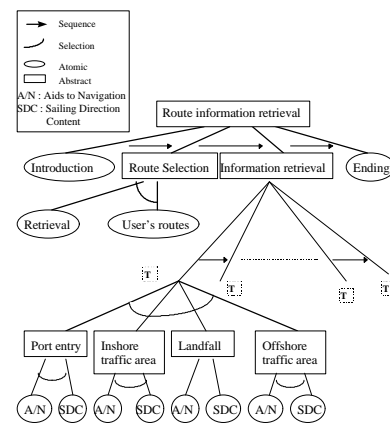 Sequence
Selection
Atomic
Abstract
A/N : Aids to Navigation
SDC : Sailing Direction
Content
Route information retrieval
Introduction
Route Selection
Information retrieval
Ending
Retrieval
User's routes
T
T
T
T
Port entry
Inshore
traffic area
Landfall
Offshore
traffic area
A/N
SDC
A/N
SDC
A/N
SDC
A/N
SDC